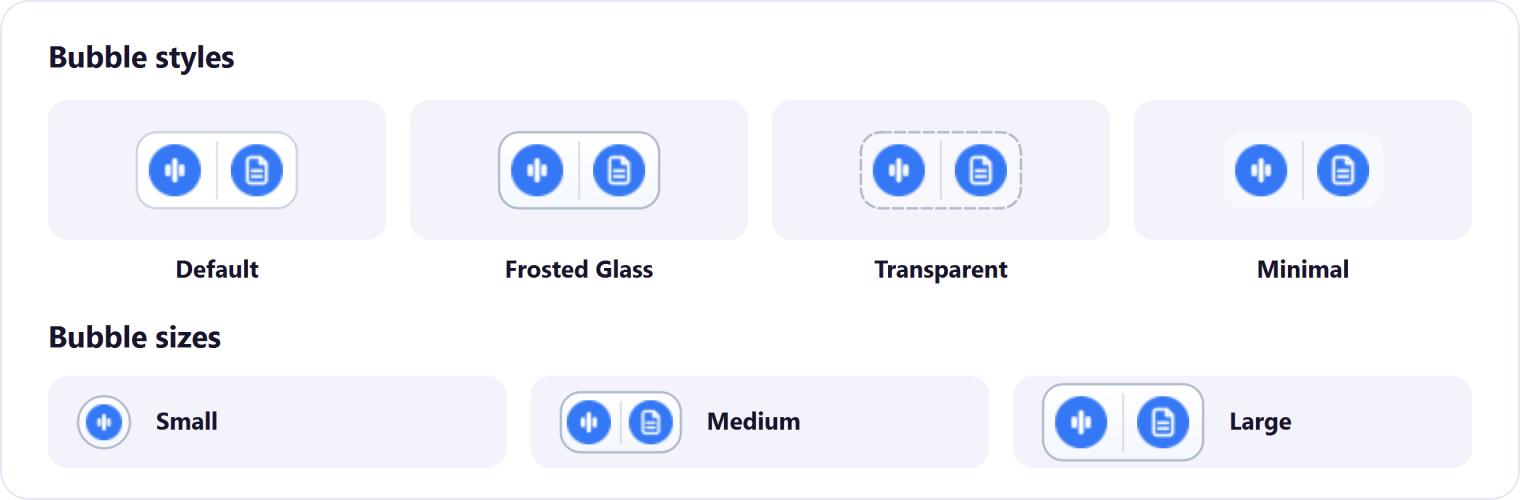 Bubble styles
Default
Frosted Glass
Transparent
Minimal
Bubble sizes
Small
Medium
Large